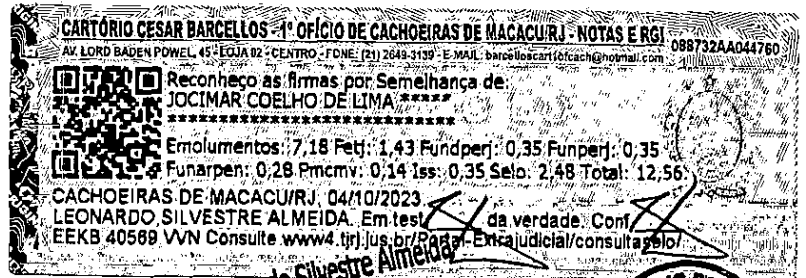 CARTÓRIO CESAR BARCELLOS - 1º OFÍCIO DE CACHOEIRAS DE MACACU/RJ - NOTAS E RGI
AV. LORD BADEN POWEL, 45 - LOJA 02 - CENTRO - FONE: (21) 2649-3139 - E-MAIL: barcelloscart1ofcach@hotmail.com
088732AA044760
Reconheço as firmas por Semelhança de:
JOCIMAR COELHO DE LIMA *****
Emolumentos: 7,18 Fetj: 1,43 Fundperj: 0,35 Funperj: 0,35
Funarpen: 0,28 Pmcmv: 0,14 Iss: 0,35 Selo: 2,48 Total: 12,56
CACHOEIRAS DE MACACU/RJ, 04/10/2023
LEONARDO SILVESTRE ALMEIDA. Em test da verdade. Conf
EEKB 40569 VVN Consulte www4.tjrj.jus.br/Portal-Extrajudicial/consultaselo/
Silvestre Almeida